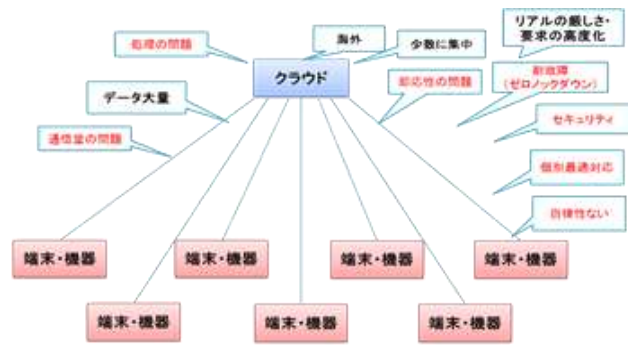 リアルの厳しさ・
要求の高度化
処理の問題
海外
少数に集中
クラウド
即応性の問題
耐故障
(ゼロノックダウン)
データ大量
セキュリティ
通信量の問題
個別最適対応
自律性ない
端末・機器
端末・機器
端末・機器
端末・機器
端末・機器
端末・機器
端末・機器